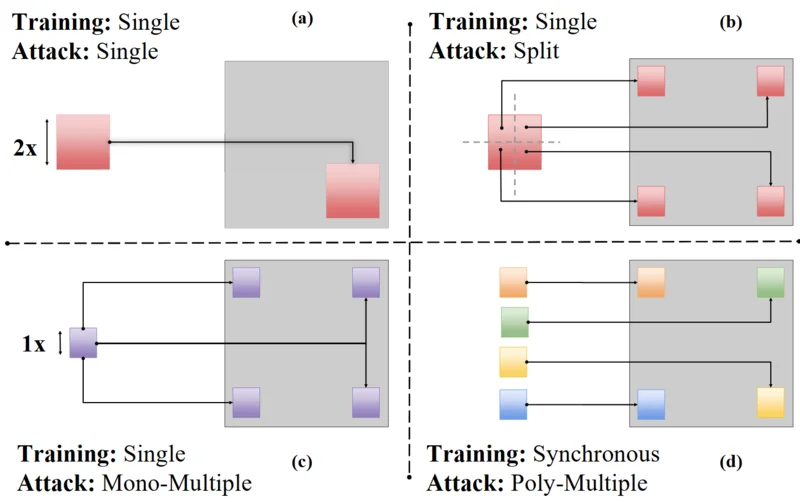 Training: Single
Attack: Single
(a)
2x
Training: Single
Attack: Split
(b)
1x
Training: Single
Attack: Mono-Multiple
(c)
Training: Synchronous
Attack: Poly-Multiple
(d)